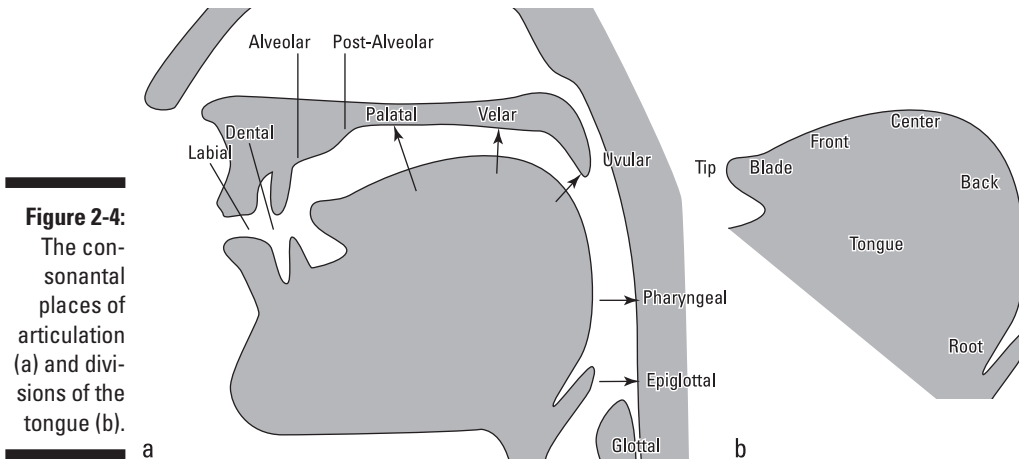 Alveolar Post-Alveolar
Palatal Velar
Dental
Labial
Uvular
Pharyngeal
Epiglottal
Glottal
a
Center
Front
Tip Blade
Back
Tongue
Root
b
Figure 2-4:
The con-
sonantal
places of
articulation
(a) and divi-
sions of the
tongue (b).